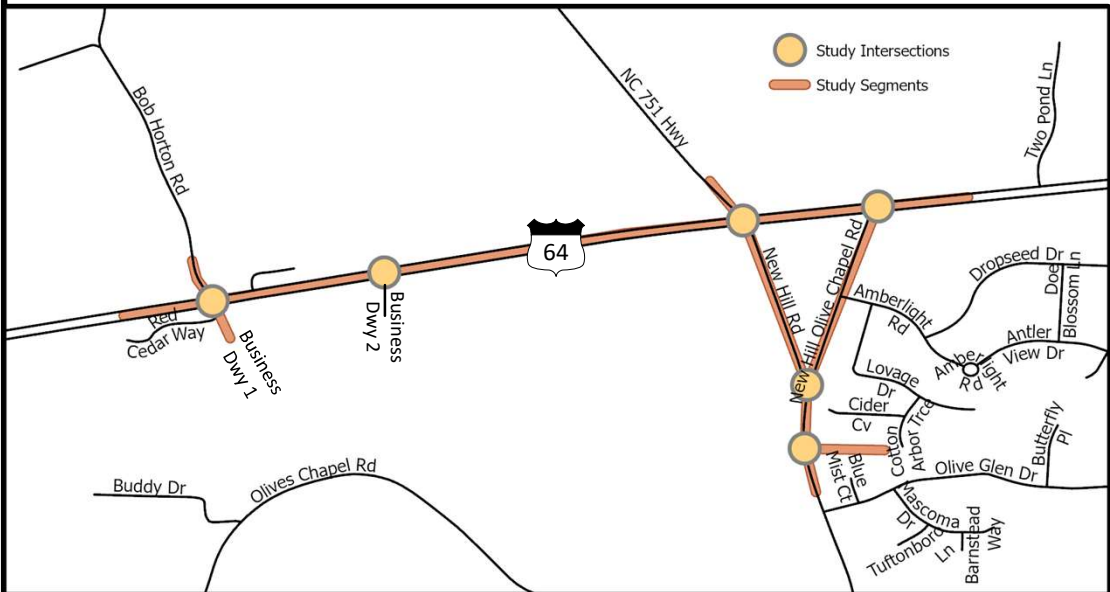 Study Intersections
Study Segments
NC 751 Hwy
Two Pond Ln
Bob Horton Rd
64
New Hill Rd
New Hill Olive Chapel Rd
Dropseed Dr
Doe
Blossom Ln
Amberlight
Rd
Antler
View Dr
Amberlight
Rd
Red
Cedar Way
Business
Dwy 1
Business
Dwy 2
Lovage
Dr
Cider
Cv
Cotton
Arbor Trce
Butterfly
Pl
Blue
Mist Ct
Olive Glen Dr
Mascoma
Dr
Tuftonboro
Ln
Barnstead
Way
Buddy Dr
Olives Chapel Rd